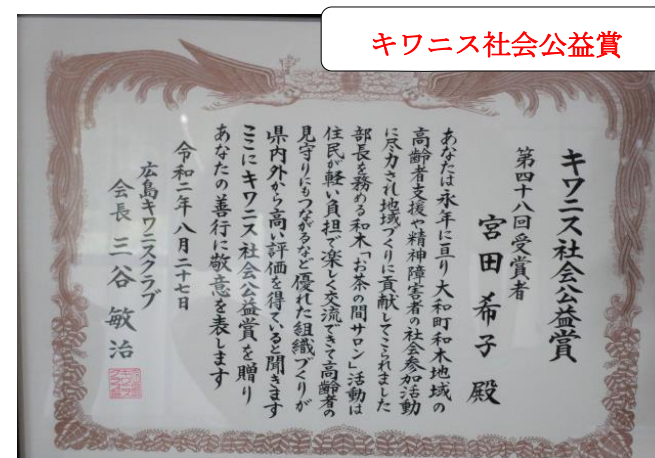 キワニス社会公益賞
キワニス社会公益賞
第四十八回受賞者
宮田希子殿
あなたは永年に亘り大和町和木地域の
高齢者支援や精神障害者の社会参加活動
に尽力され地域づくりに貢献してこられました
部長を務める和木「お茶の間サロン」活動は
住民が軽い負担で楽しく交流できて高齢者の
見守りにもつながるなど優れた組織づくりが
県内外から高い評価を得ていると聞きます
ここにキワニス社会公益賞を贈り
あなたの善行に敬意を表します
令和二年八月二十七日
広島キワニスクラブ
会長 三谷敏治